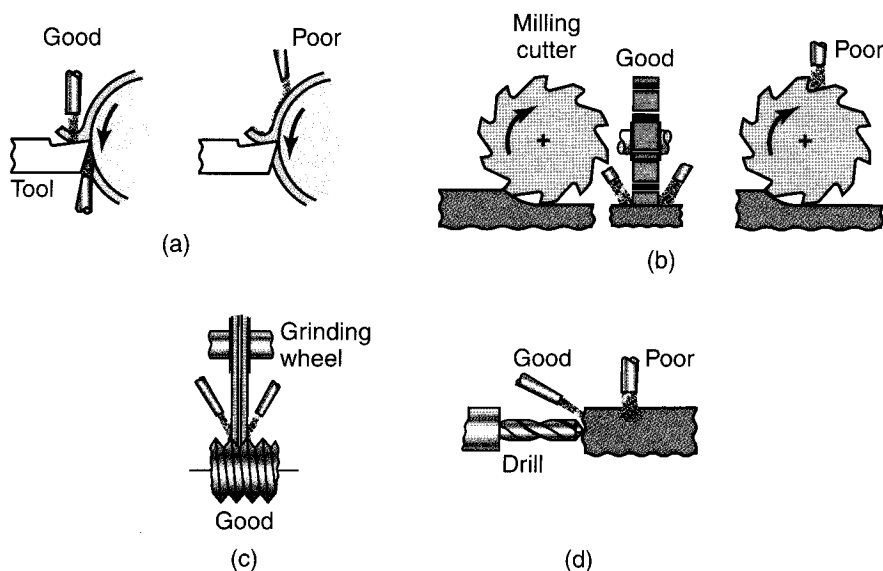 Good
Poor
Tool
(a)
Milling
cutter
Good
Poor
(b)
Grinding
wheel
Good
(c)
Good
Poor
Drill
(d)